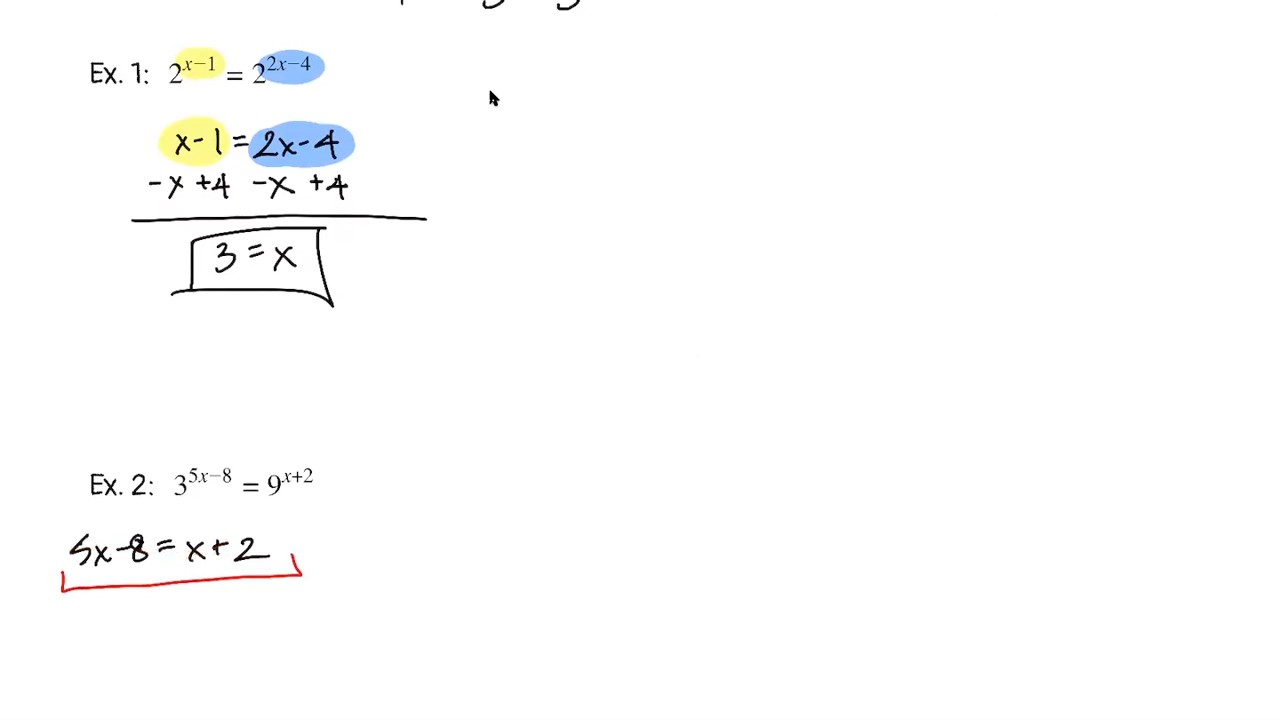 Ex. 1: 2^{x−1} = 2^{2x−4}
x-1=2x-4
-x +4 -x +4
3=x
Ex. 2: 3^{5x−8} = 9^{x+2}
5x-8=x+2